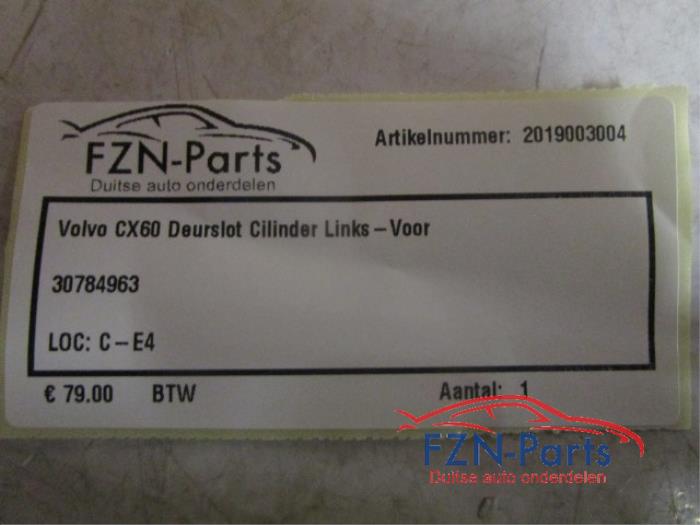 FZN-Parts
Duitse auto onderdelen
Artikelnummer: 2019003004
Volvo CX60 Deurslot Cilinder Links-Voor
30784963
LOC: C-E4
€ 79.00 BTW Aantal: 1
FZN-Parts
Duitse auto onderdelen